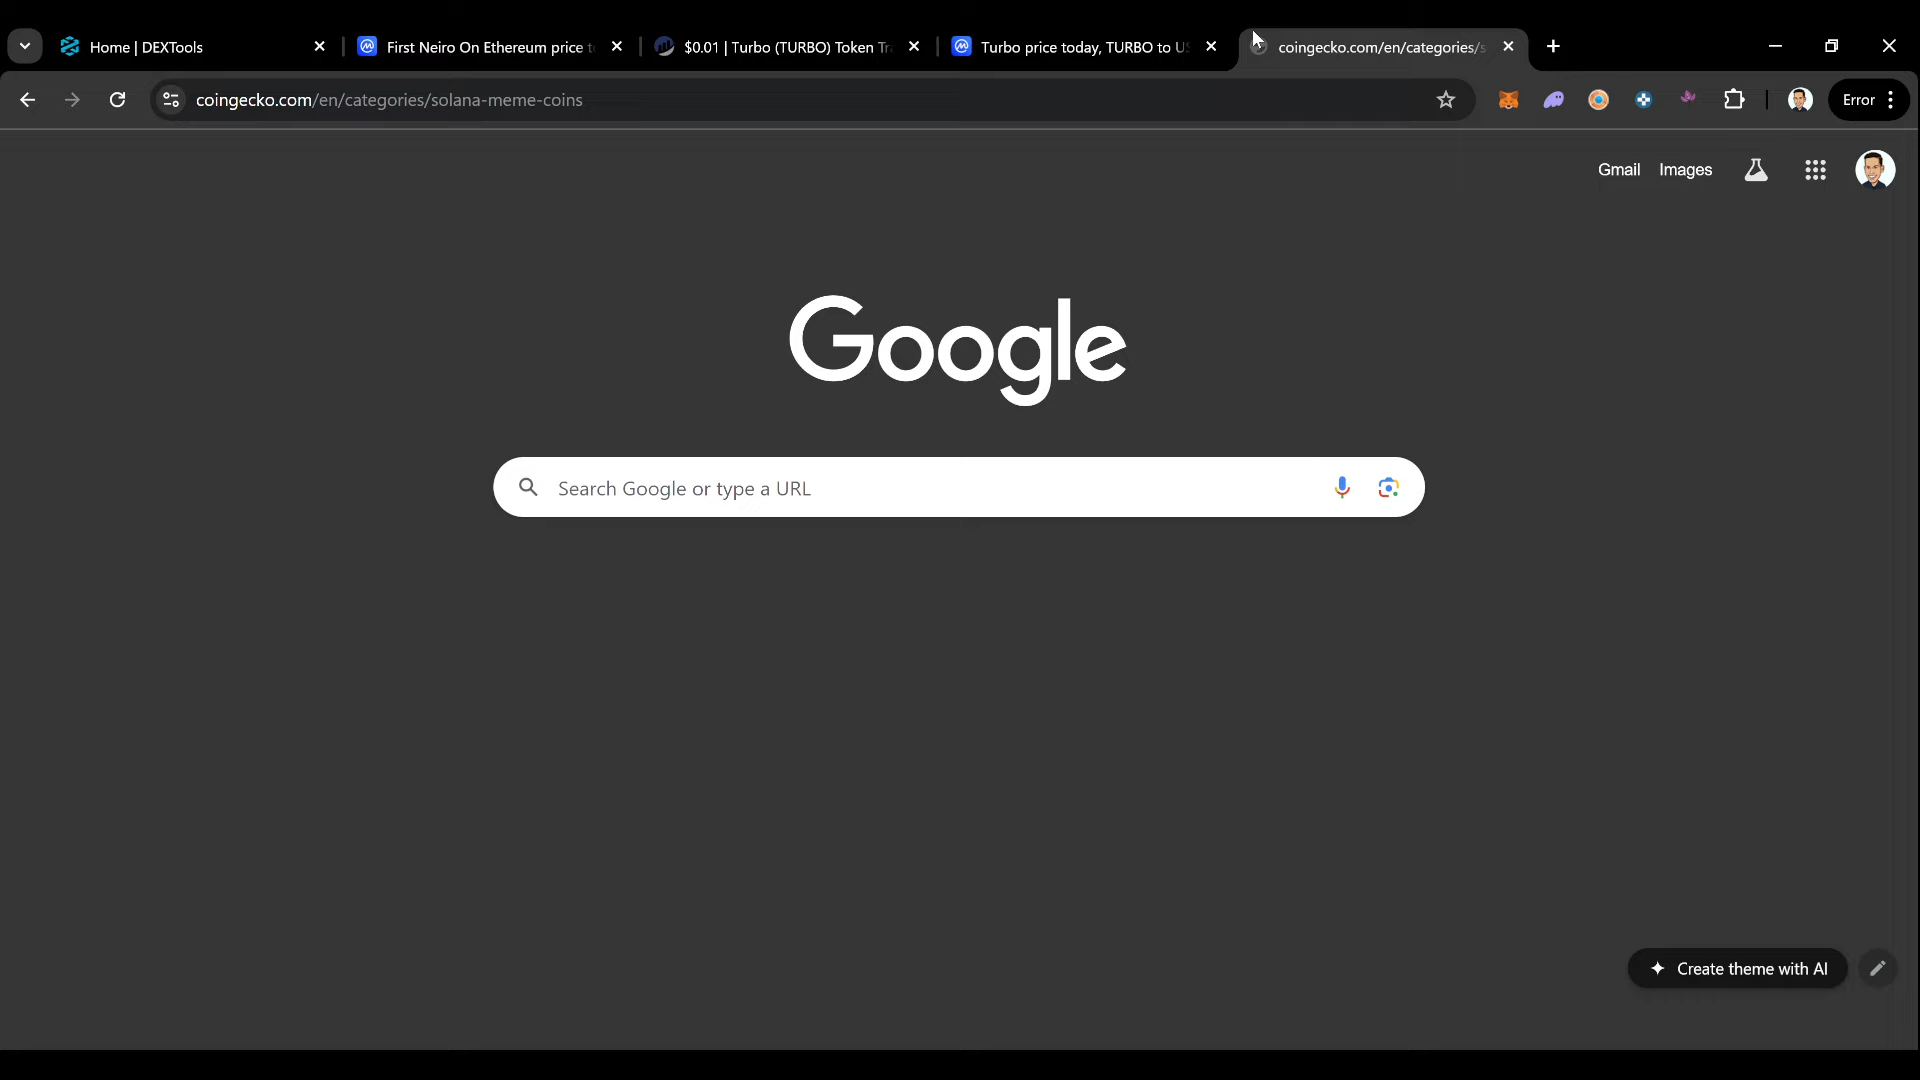 Home | DEXTools
First Neiro On Ethereum price t
$0.01 | Turbo (TURBO) Token Tr
Turbo price today, TURBO to US
coingecko.com/en/categories/s
coingecko.com/en/categories/solana-meme-coins
Error
Gmail
Images
Google
Search Google or type a URL
Create theme with AI